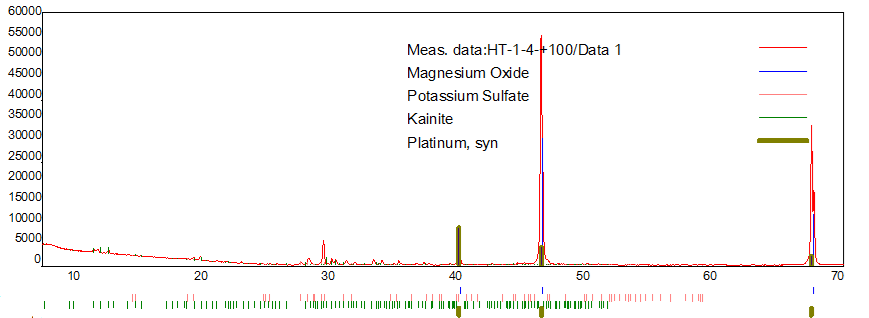 60000
55000
50000
45000
40000
35000
30000
25000
20000
15000
10000
5000
0
Meas. data:HT-1-4-+100/Data 1
Magnesium Oxide
Potassium Sulfate
Kainite
Platinum, syn
10 20 30 40 50 60 70